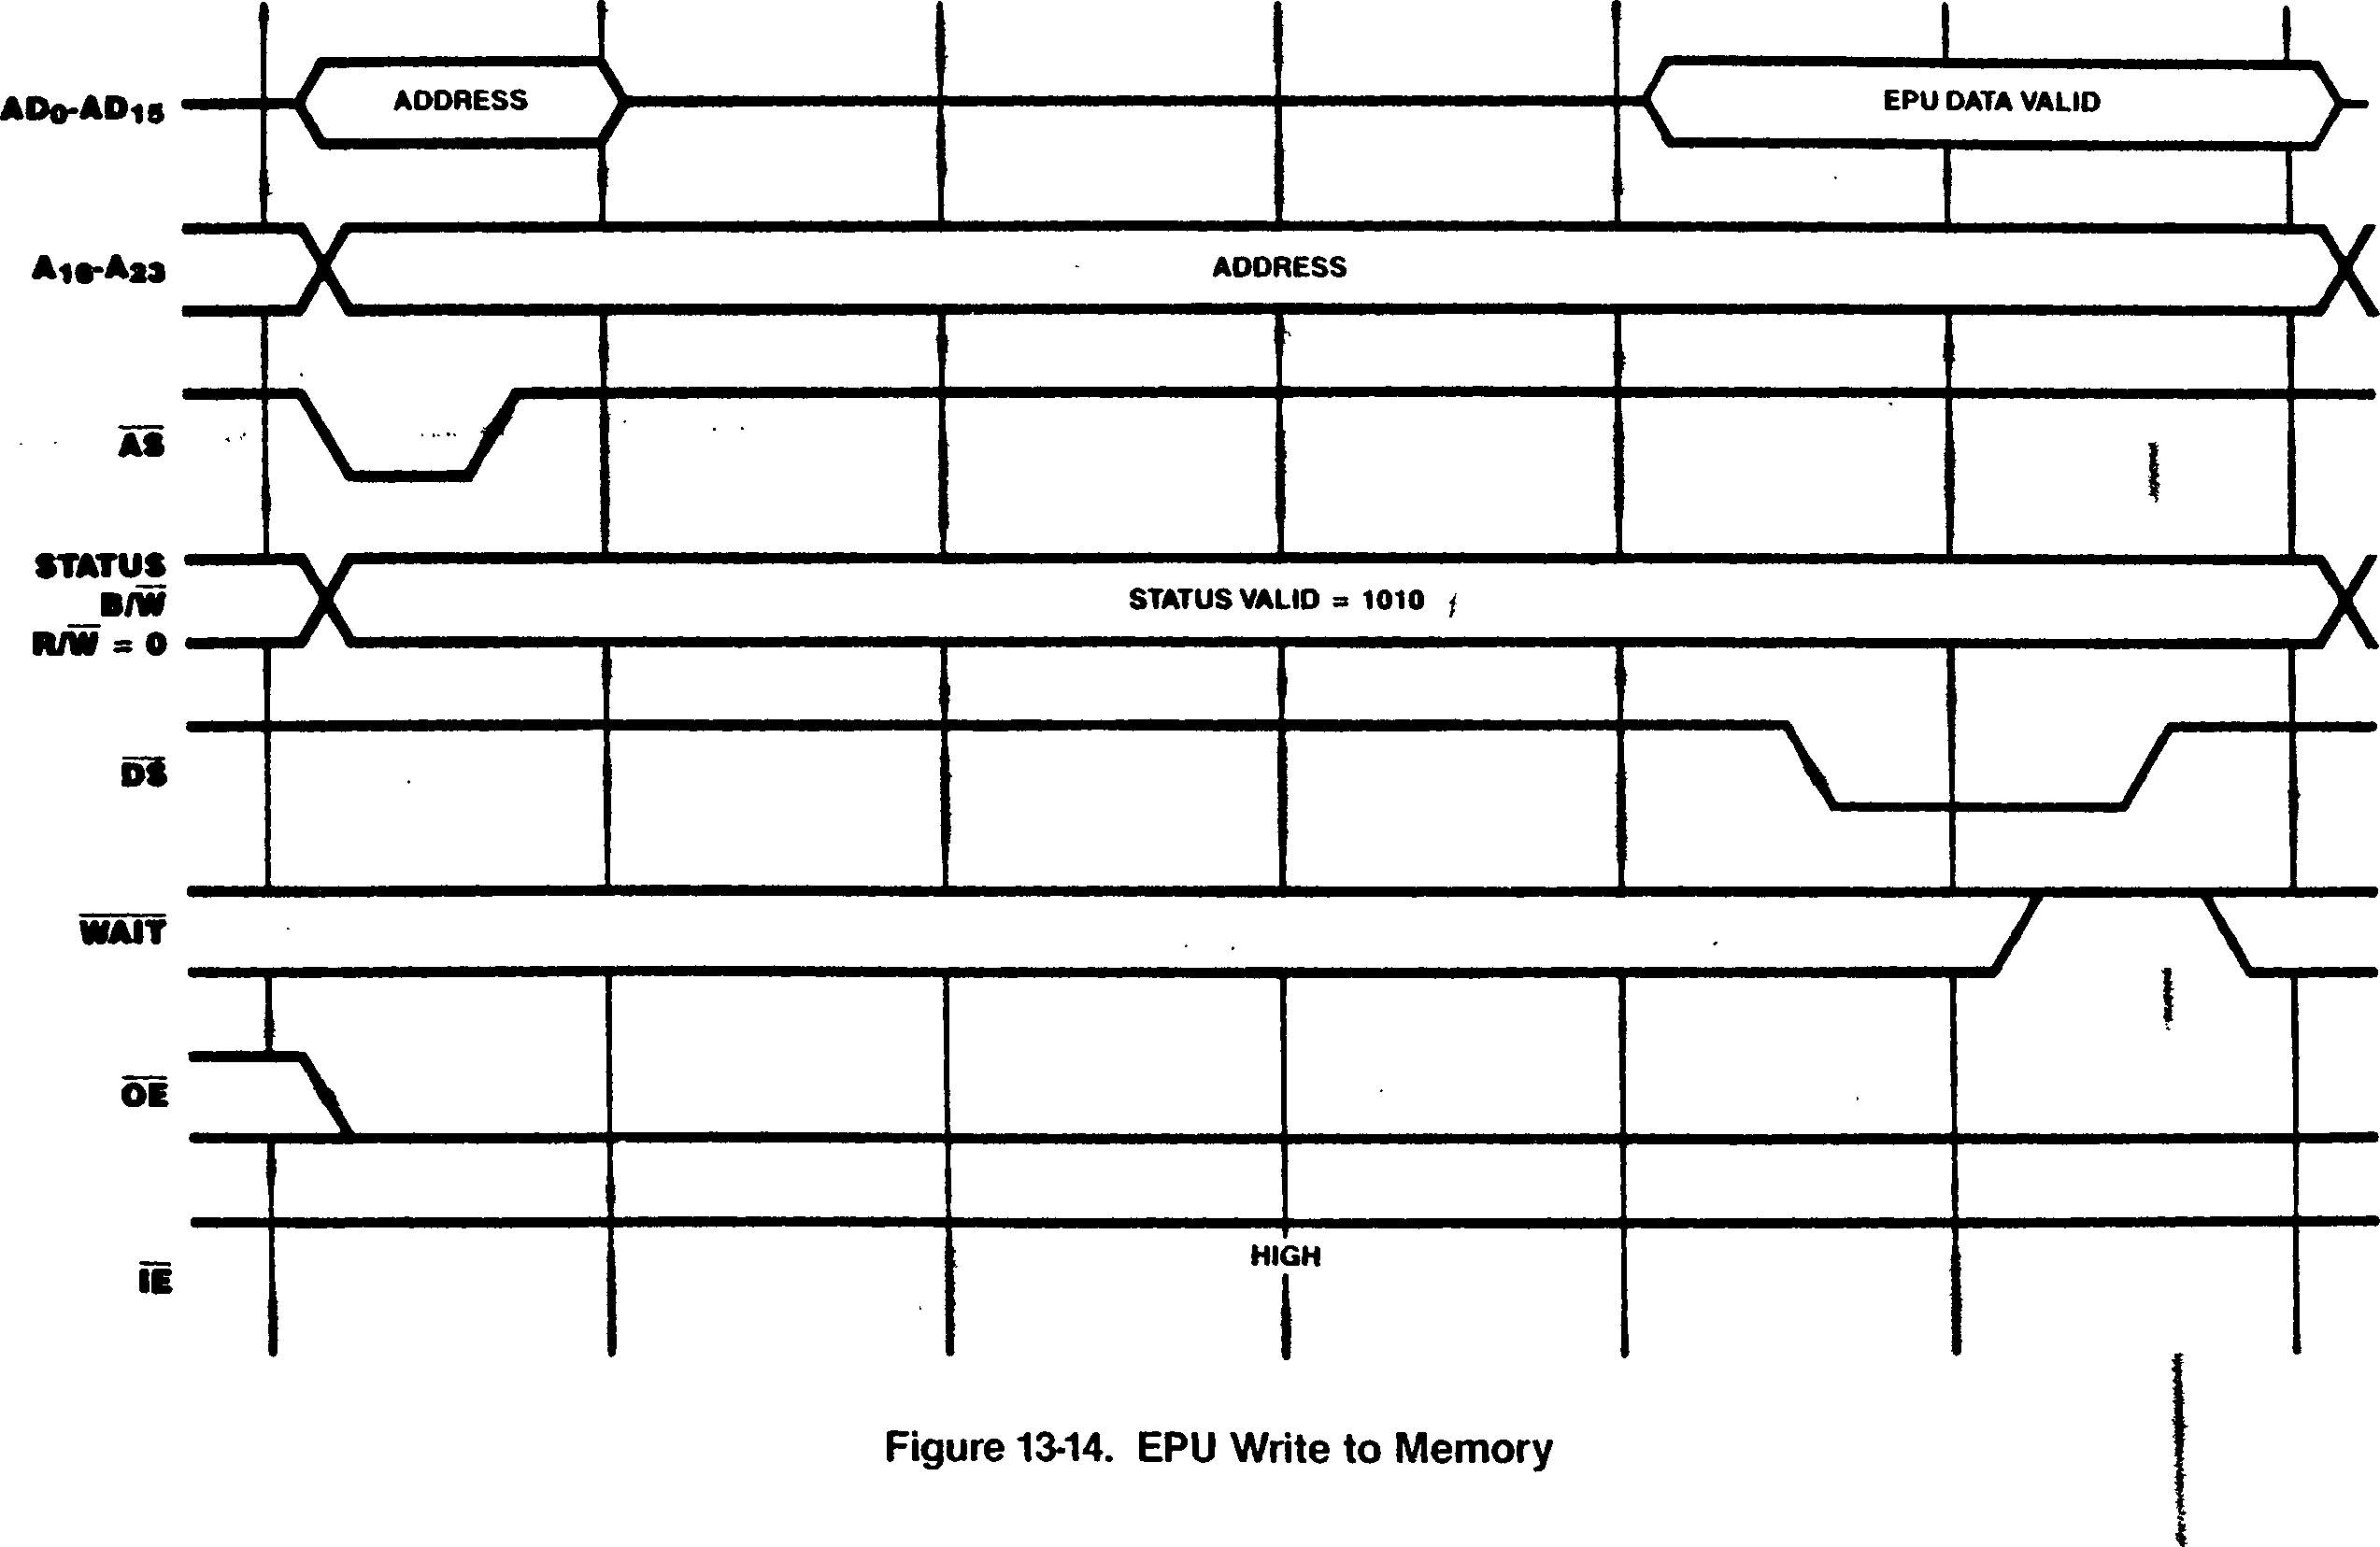 AD0-AD15 ADDRESS EPU DATA VALID
A16-A23 ADDRESS
AS
STATUS
B/W STATUS VALID = 1010
R/W = 0
DS
WAIT
OE
HIGH
IE
Figure 13-14. EPU Write to Memory